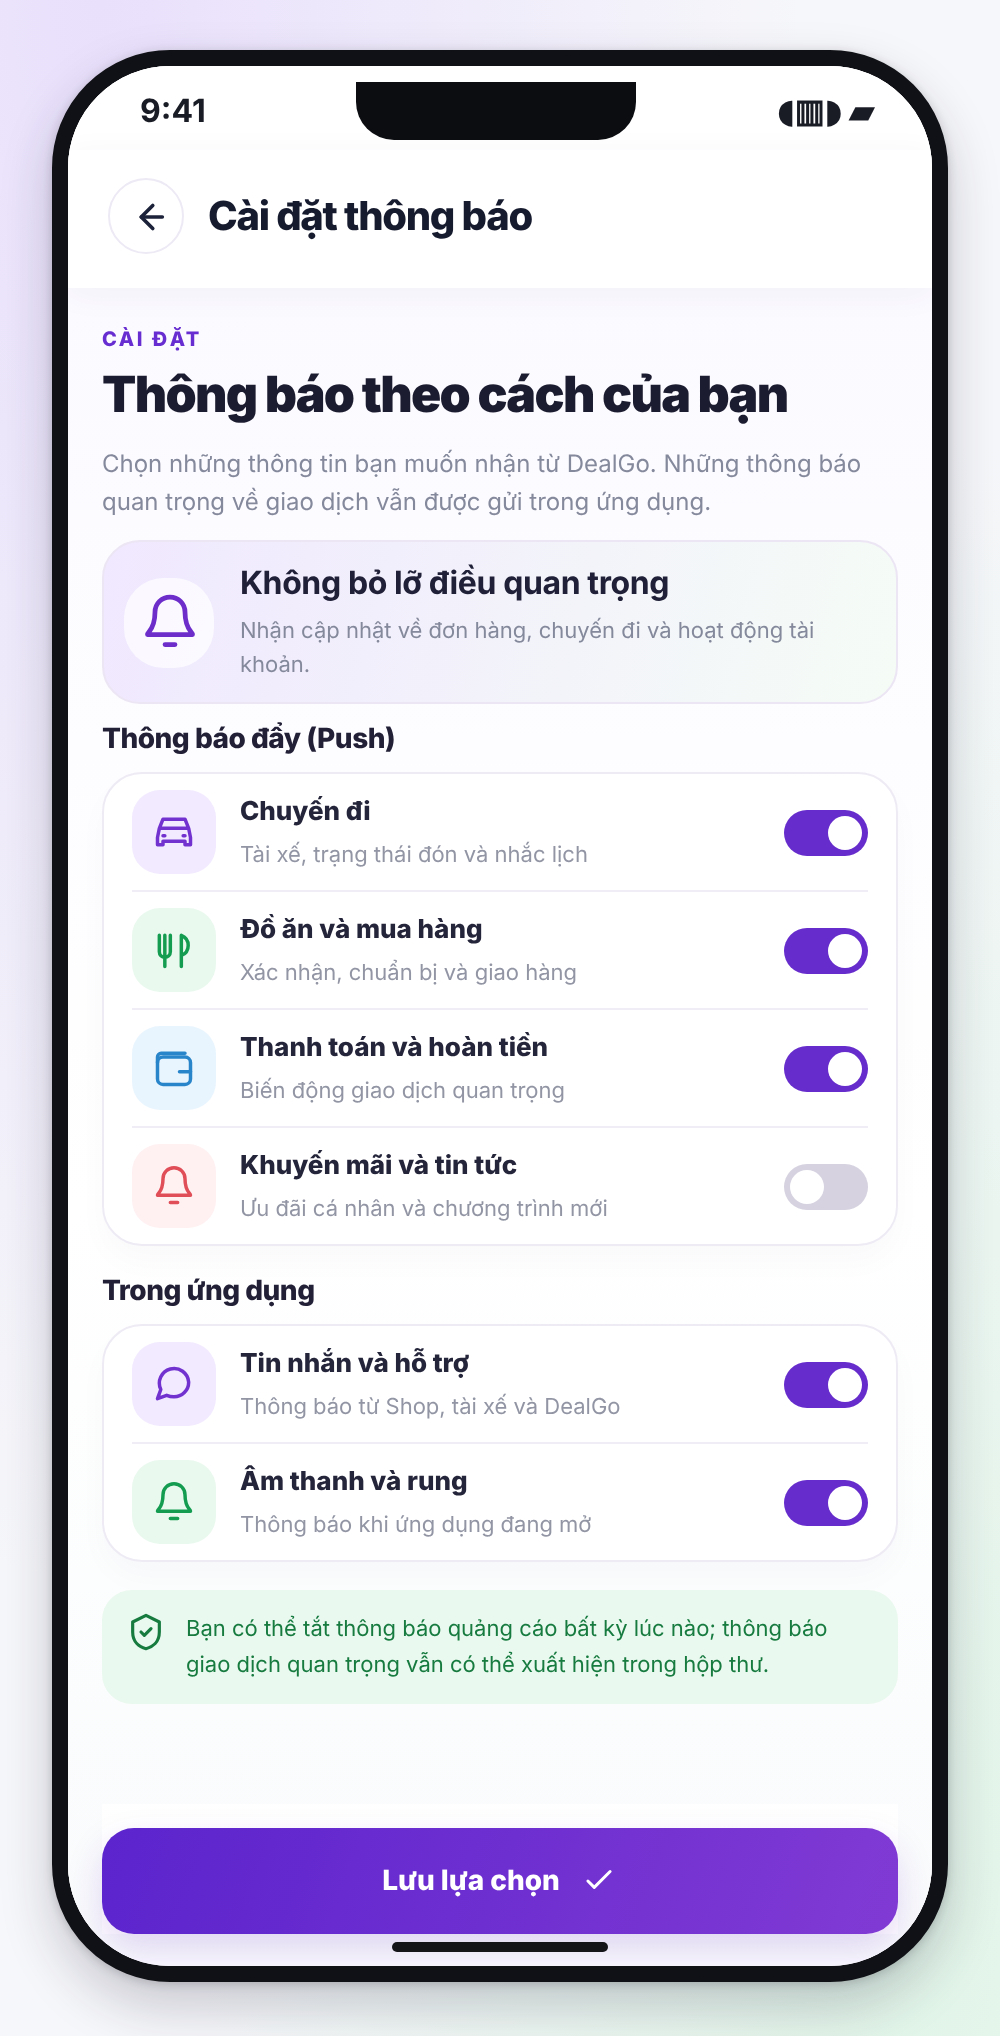 9:41
Cài đặt thông báo
CÀI ĐẶT
Thông báo theo cách của bạn
Chọn những thông tin bạn muốn nhận từ DealGo. Những thông báo
quan trọng về giao dịch vẫn được gửi trong ứng dụng.
Không bỏ lỡ điều quan trọng
Nhận cập nhật về đơn hàng, chuyến đi và hoạt động tài
khoản.
Thông báo đẩy (Push)
Chuyến đi
Tài xế, trạng thái đón và nhắc lịch
Đồ ăn và mua hàng
Xác nhận, chuẩn bị và giao hàng
Thanh toán và hoàn tiền
Biến động giao dịch quan trọng
Khuyến mãi và tin tức
Ưu đãi cá nhân và chương trình mới
Trong ứng dụng
Tin nhắn và hỗ trợ
Thông báo từ Shop, tài xế và DealGo
Âm thanh và rung
Thông báo khi ứng dụng đang mở
Bạn có thể tắt thông báo quảng cáo bất kỳ lúc nào; thông báo
giao dịch quan trọng vẫn có thể xuất hiện trong hộp thư.
Lưu lựa chọn